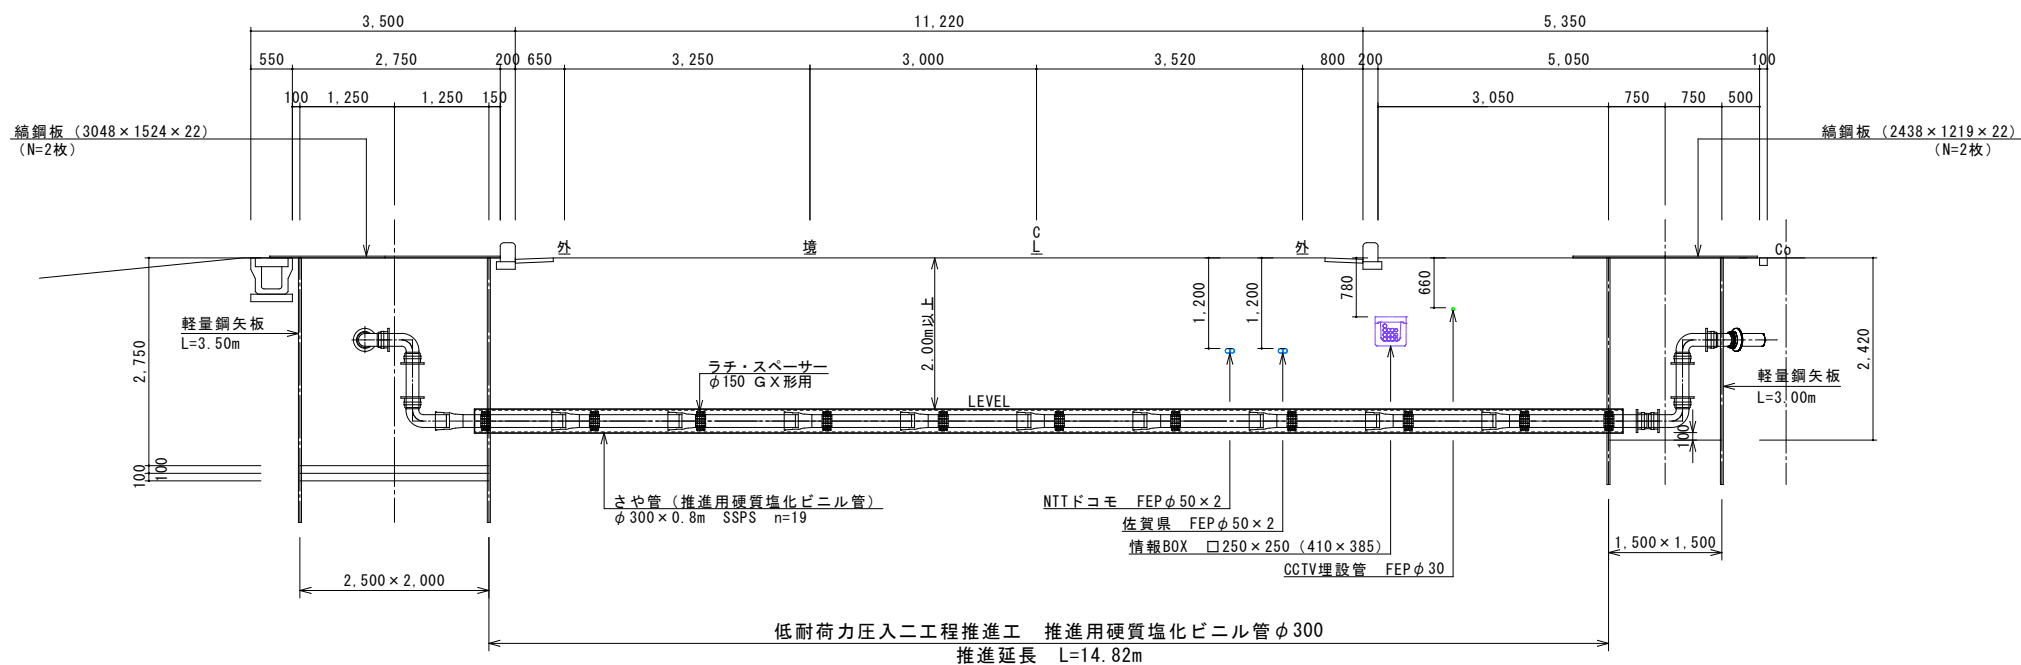 3,500 11,220 5,350
550 2,750 200 650 3,250 3,000 3,520 800 200 5,050 100
100 1,250 1,250 150 3,050 750 750 500
縞鋼板（3048×1524×22）
（N=2枚）
縞鋼板（2438×1219×22）
（N=2枚）
C
外 境 L 外 Co
780
660
1,200
1,200
2.00m以上
軽量鋼矢板
L=3.50m
2,750
2,420
ラチ・スペーサー
φ150 ＧＸ形用
軽量鋼矢板
L=3.00m
LEVEL
100
100
100
さや管（推進用硬質塩化ビニル管）
φ300×0.8m SSPS n=19
NTTドコモ FEPφ50×2
佐賀県 FEPφ50×2
情報BOX □250×250（410×385）
CCTV埋設管 FEPφ30
1,500×1,500
2,500×2,000
低耐荷力圧入二工程推進工 推進用硬質塩化ビニル管φ300
推進延長 L=14.82m